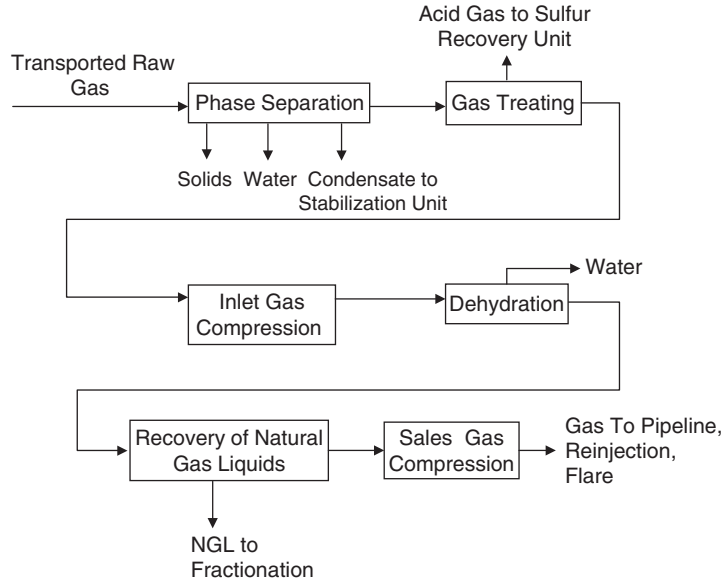 Acid Gas to Sulfur
Recovery Unit
Transported Raw
Gas
Phase Separation
Gas Treating
Solids Water Condensate to
Stabilization Unit
Water
Inlet Gas
Compression
Dehydration
Recovery of Natural
Gas Liquids
Sales Gas
Compression
Gas To Pipeline,
Reinjection,
Flare
NGL to
Fractionation